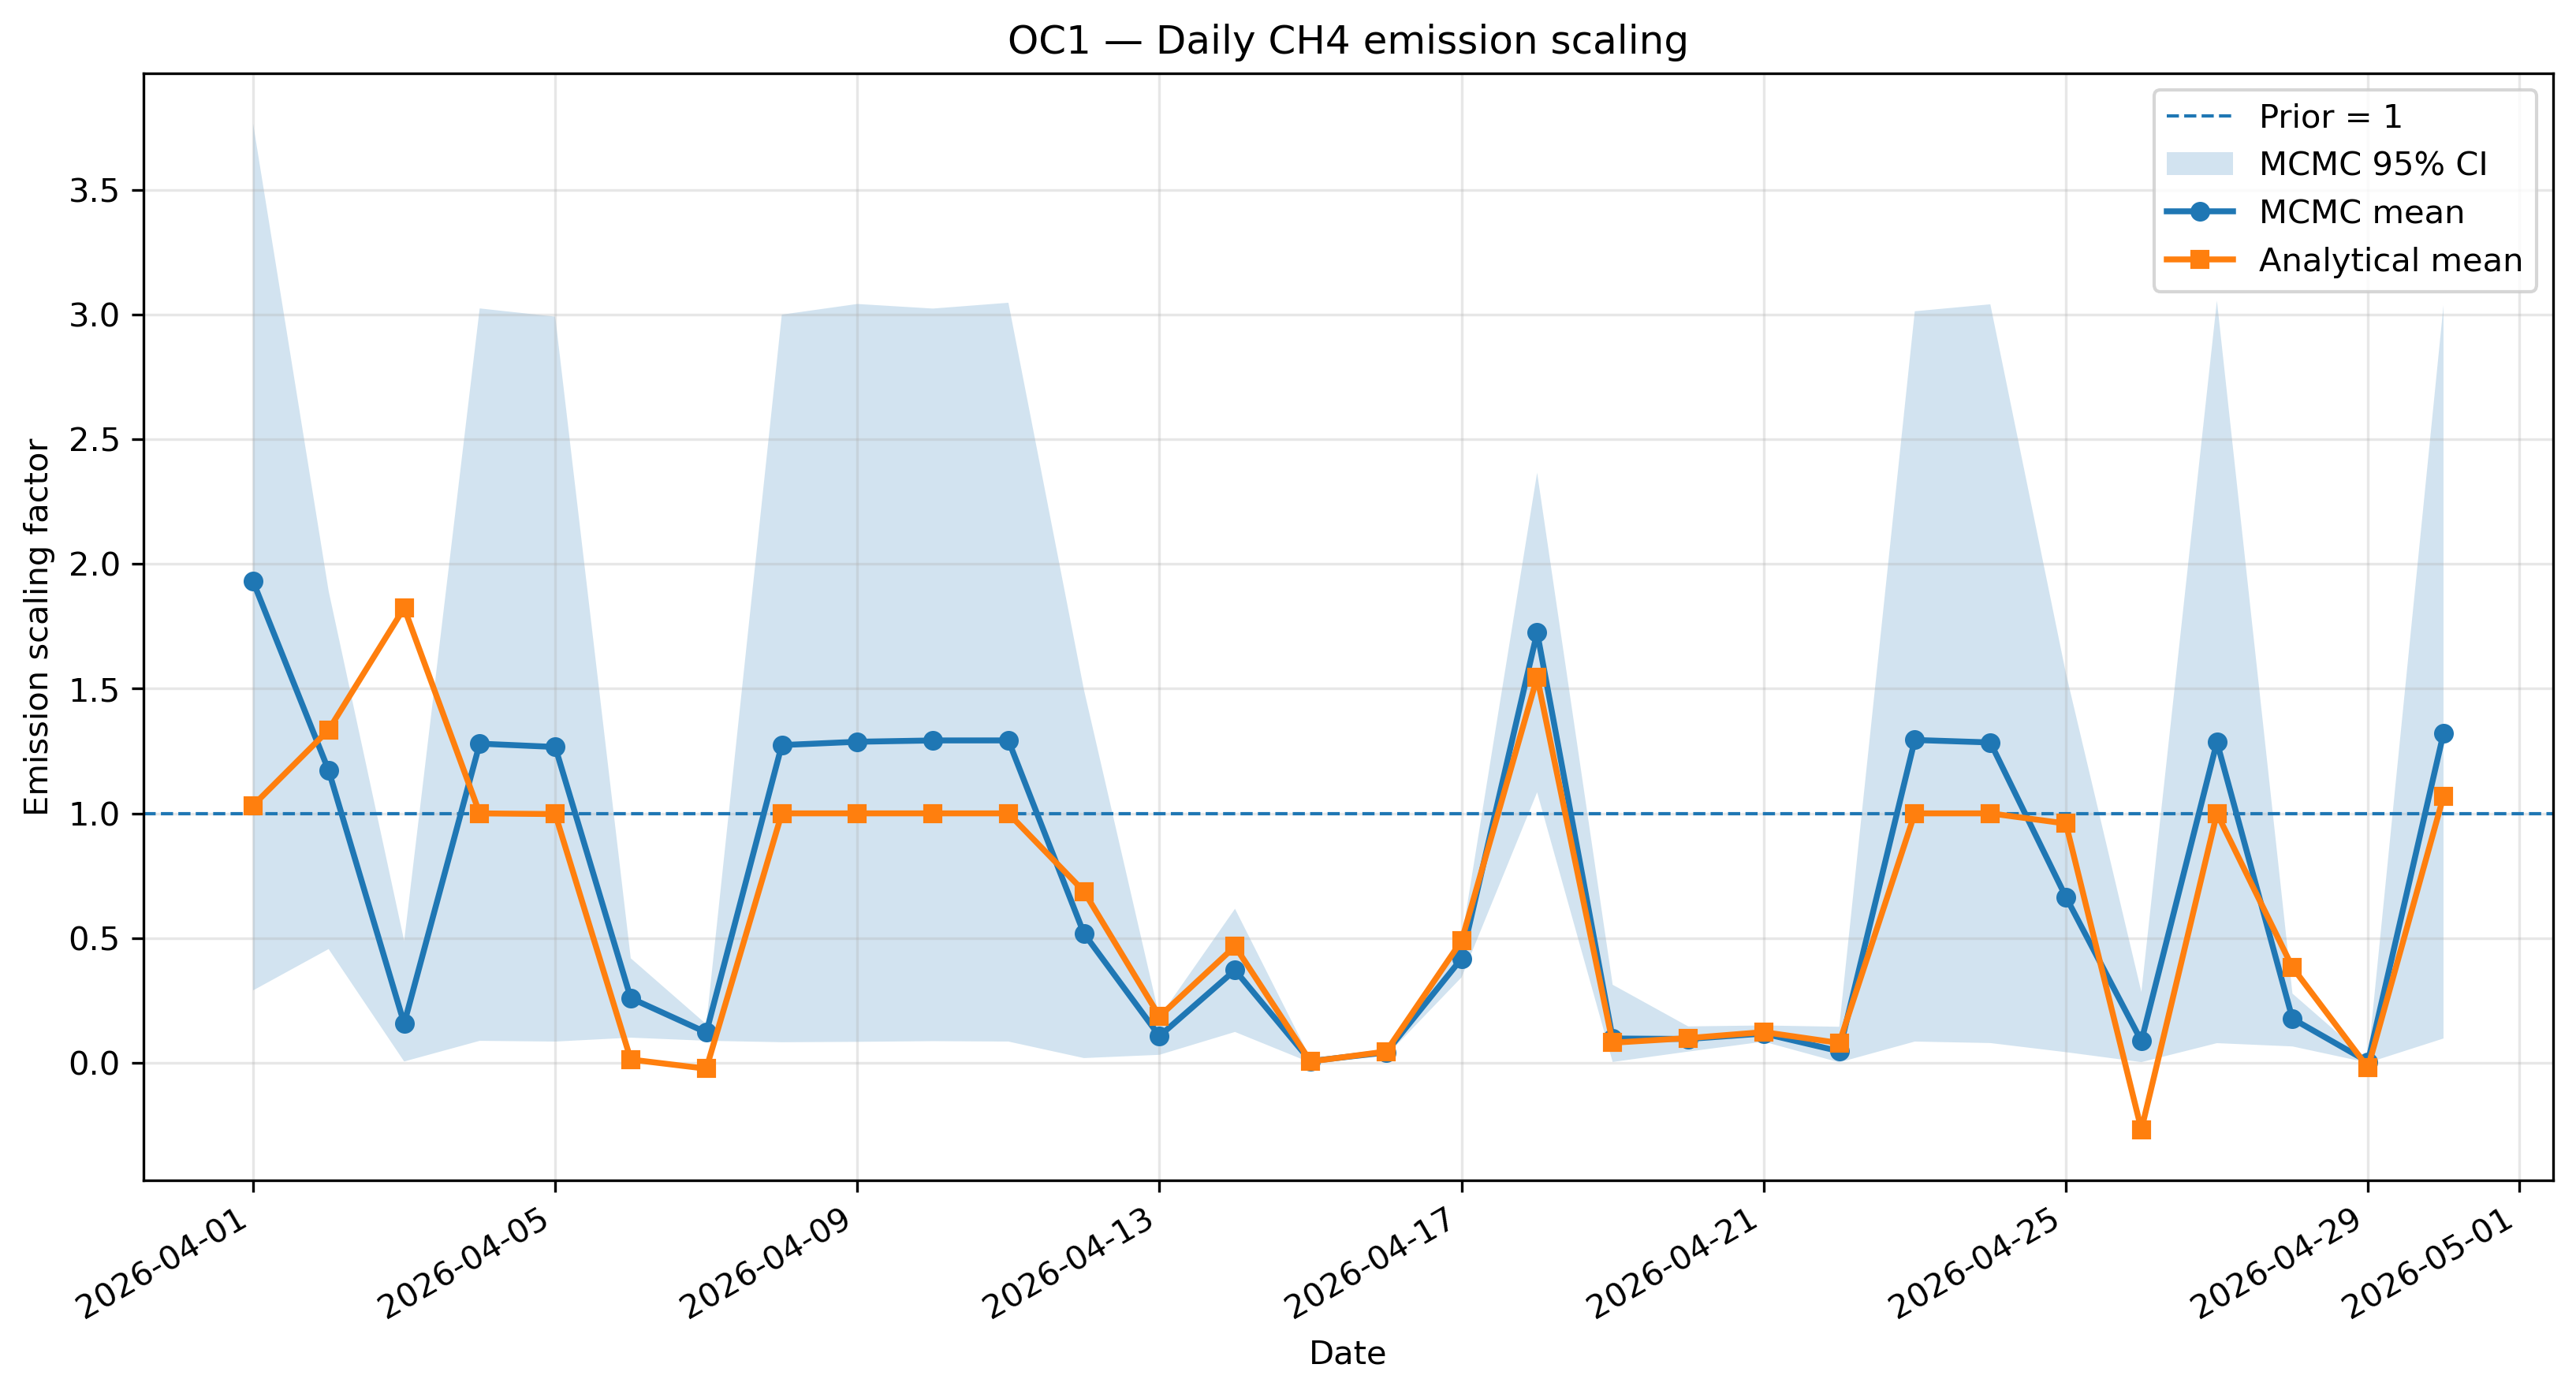 OC1 — Daily CH4 emission scaling
Prior = 1
MCMC 95% CI
MCMC mean
Analytical mean
Emission scaling factor
3.5
3.0
2.5
2.0
1.5
1.0
0.5
0.0
2026-04-01
2026-04-05
2026-04-09
2026-04-13
2026-04-17
2026-04-21
2026-04-25
2026-04-29
2026-05-01
Date